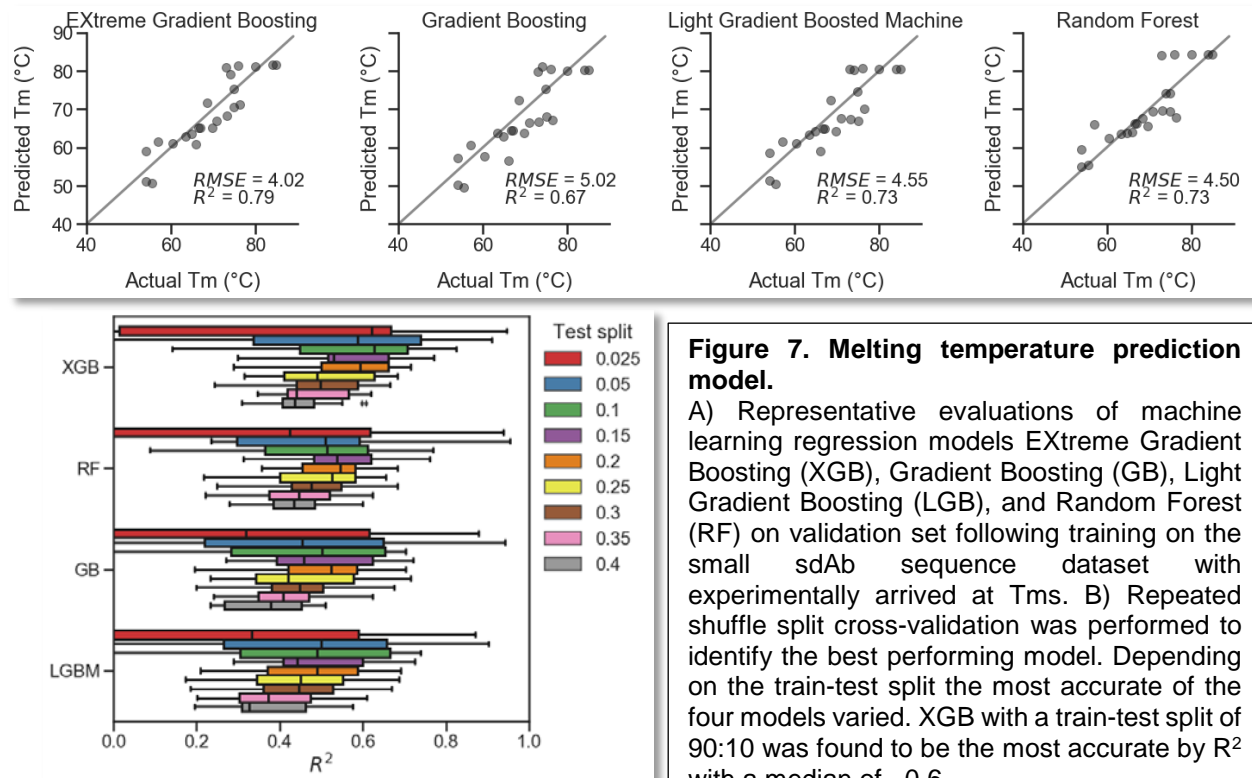 EXtreme Gradient Boosting
Gradient Boosting
Light Gradient Boosted Machine
Random Forest
Predicted Tm (°C)
90
80
70
60
50
40
RMSE = 4.02
R² = 0.79
40 60 80
Actual Tm (°C)
Predicted Tm (°C)
RMSE = 5.02
R² = 0.67
40 60 80
Actual Tm (°C)
Predicted Tm (°C)
RMSE = 4.55
R² = 0.73
40 60 80
Actual Tm (°C)
Predicted Tm (°C)
RMSE = 4.50
R² = 0.73
40 60 80
Actual Tm (°C)
XGB
RF
GB
LGBM
0.0 0.2 0.4 0.6 0.8 1.0
R²
Test split
0.025
0.05
0.1
0.15
0.2
0.25
0.3
0.35
0.4
Figure 7. Melting temperature prediction
model.
A) Representative evaluations of machine
learning regression models EXtreme Gradient
Boosting (XGB), Gradient Boosting (GB), Light
Gradient Boosting (LGB), and Random Forest
(RF) on validation set following training on the
small sdAb sequence dataset with
experimentally arrived at Tms. B) Repeated
shuffle split cross-validation was performed to
identify the best performing model. Depending
on the train-test split the most accurate of the
four models varied. XGB with a train-test split of
90:10 was found to be the most accurate by R²
with a median of 0.6